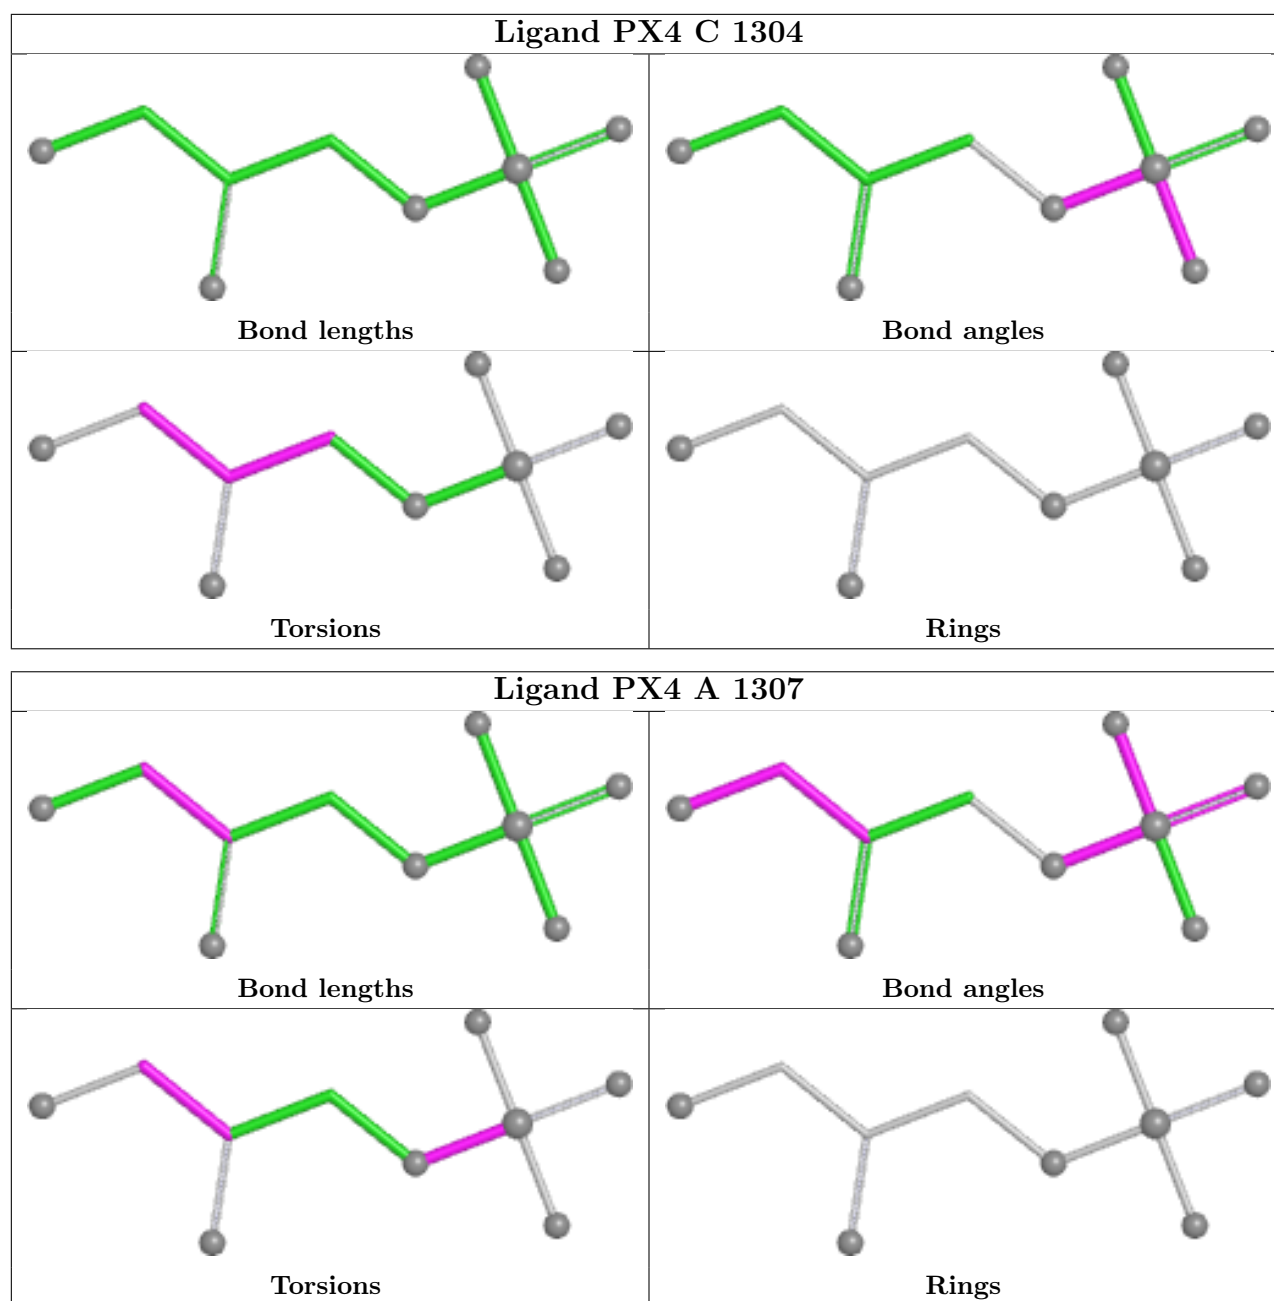 Ligand PX4 C 1304
Bond lengths
Bond angles
Torsions
Rings
Ligand PX4 A 1307
Bond lengths
Bond angles
Torsions
Rings